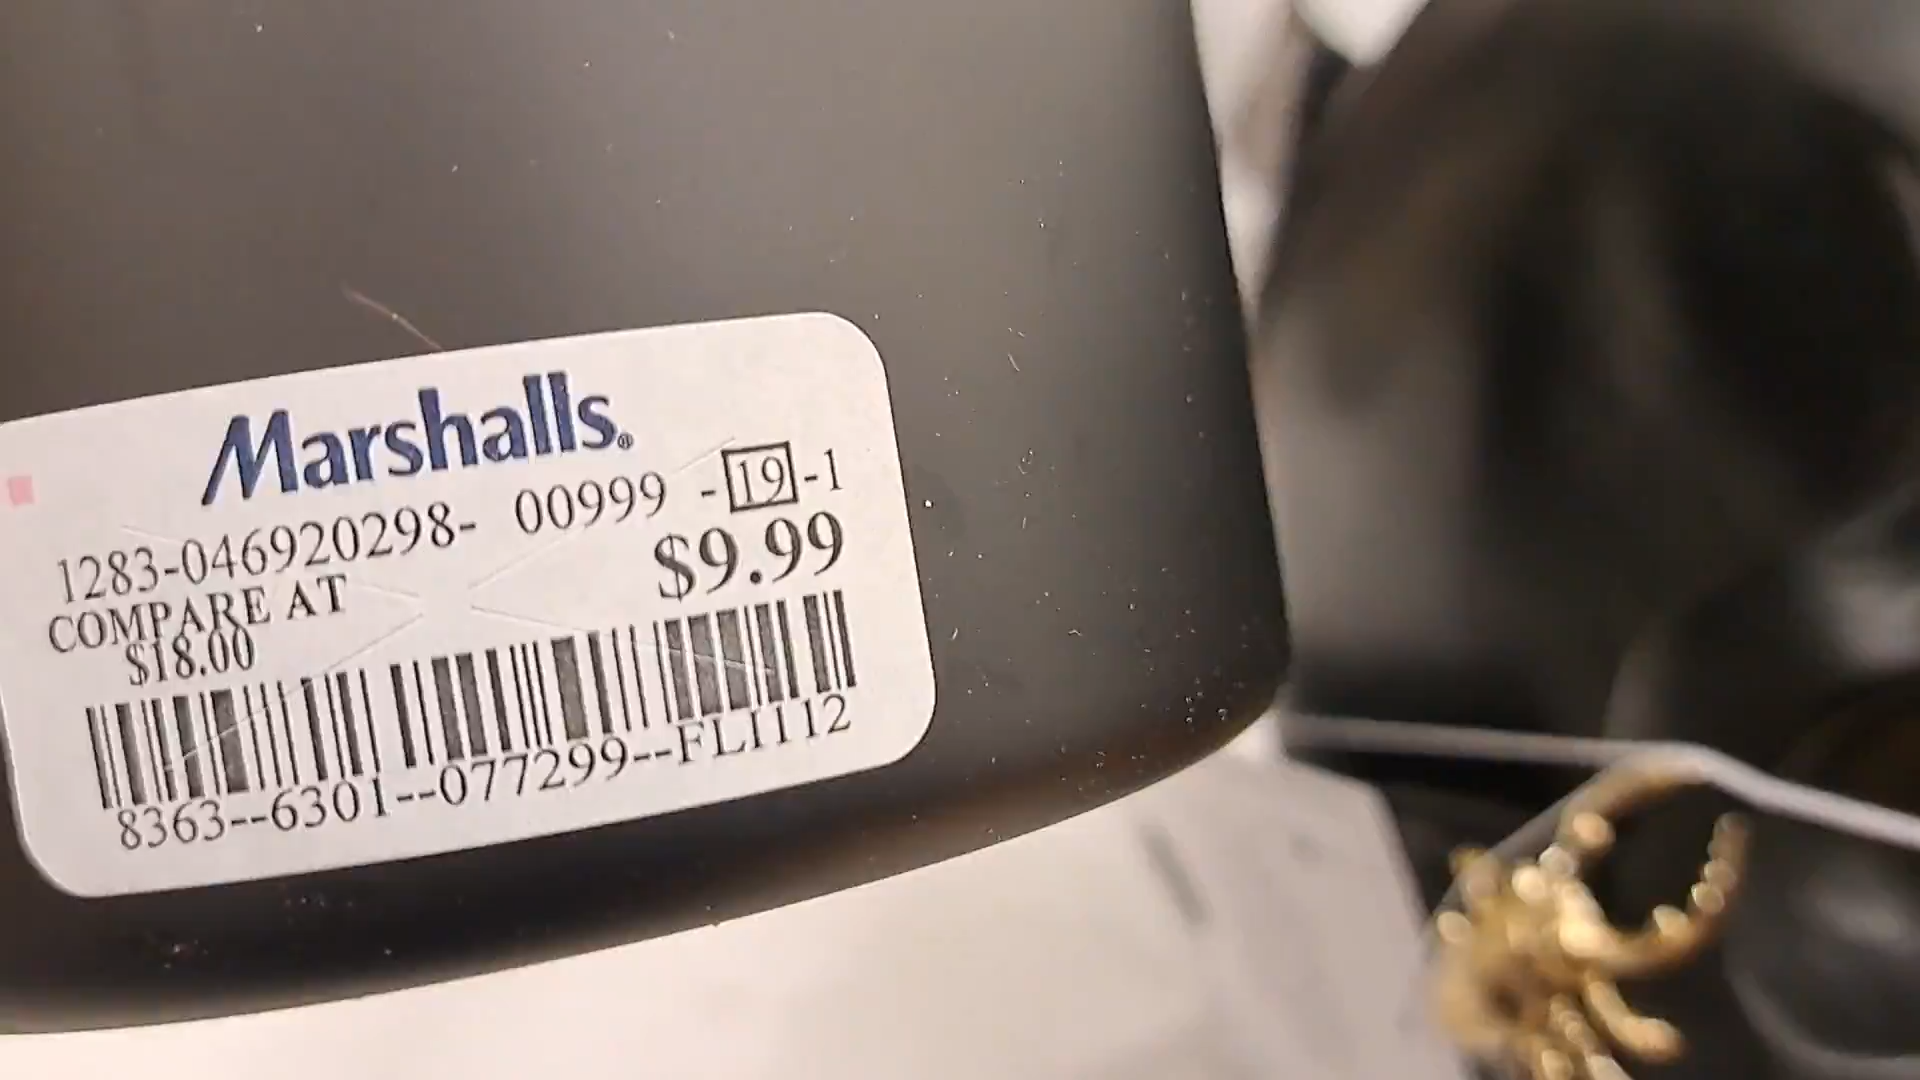 Marshalls®
1283-046920298- 00999 -19-1
$9.99
COMPARE AT
$18.00
8363--6301--077299--FLI112